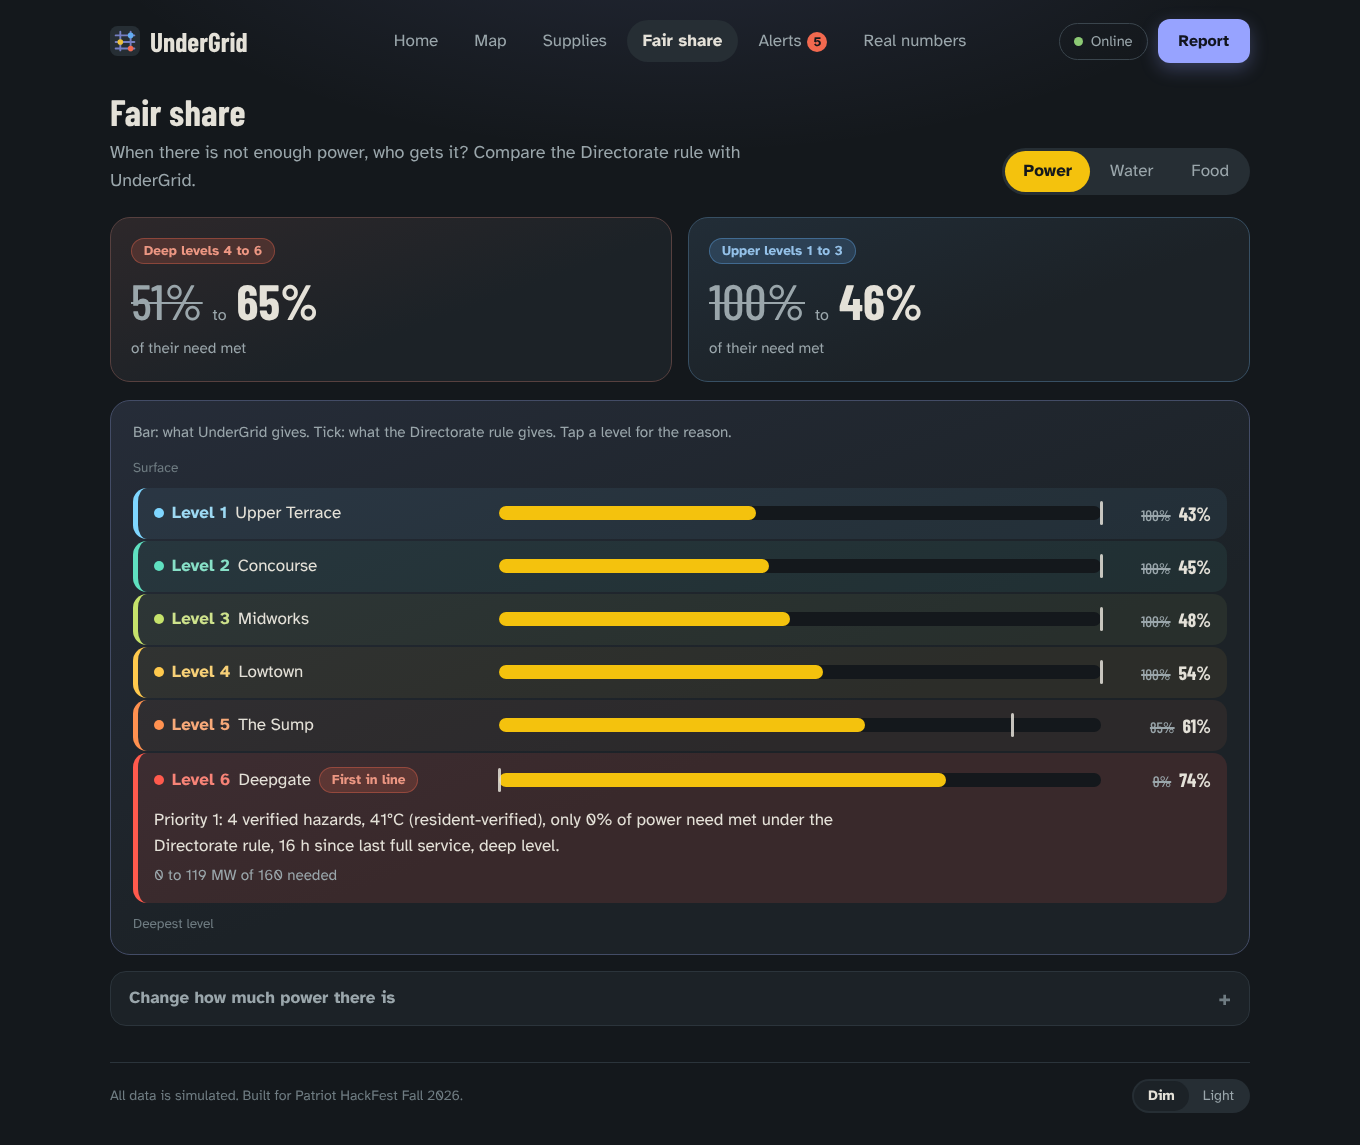 UnderGrid
Home
Map
Supplies
Fair share
Alerts 5
Real numbers
Online
Report
Fair share
When there is not enough power, who gets it? Compare the Directorate rule with
UnderGrid.
Power
Water
Food
Deep levels 4 to 6
51% to 65%
of their need met
Upper levels 1 to 3
100% to 46%
of their need met
Bar: what UnderGrid gives. Tick: what the Directorate rule gives. Tap a level for the reason.
Surface
Level 1 Upper Terrace 100% 43%
Level 2 Concourse 100% 45%
Level 3 Midworks 100% 48%
Level 4 Lowtown 100% 54%
Level 5 The Sump 85% 61%
Level 6 Deepgate First in line 0% 74%
Priority 1: 4 verified hazards, 41°C (resident-verified), only 0% of power need met under the
Directorate rule, 16 h since last full service, deep level.
0 to 119 MW of 160 needed
Deepest level
Change how much power there is +
All data is simulated. Built for Patriot HackFest Fall 2026.
Dim
Light